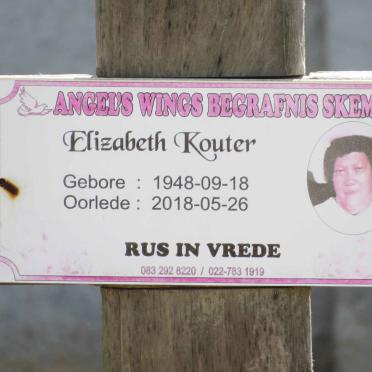 ANGEL'S WINGS BEGRAFNIS SKEM
Elizabeth Kouter
Gebore : 1948-09-18
Oorlede : 2018-05-26
RUS IN VREDE
083 292 8220 / 022-783 1919